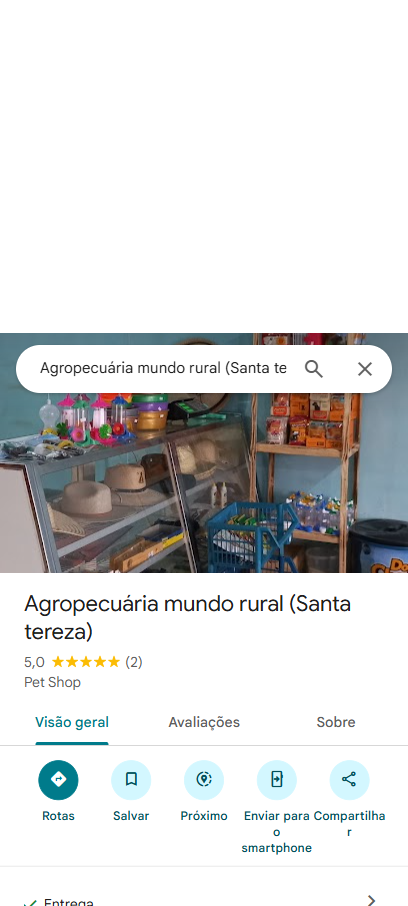 Agropecuária mundo rural (Santa te
Agropecuária mundo rural (Santa
tereza)
5,0 ★★★★★ (2)
Pet Shop
Visão geral Avaliações Sobre
Rotas Salvar Próximo Enviar para o smartphone Compartilhar
Entrega